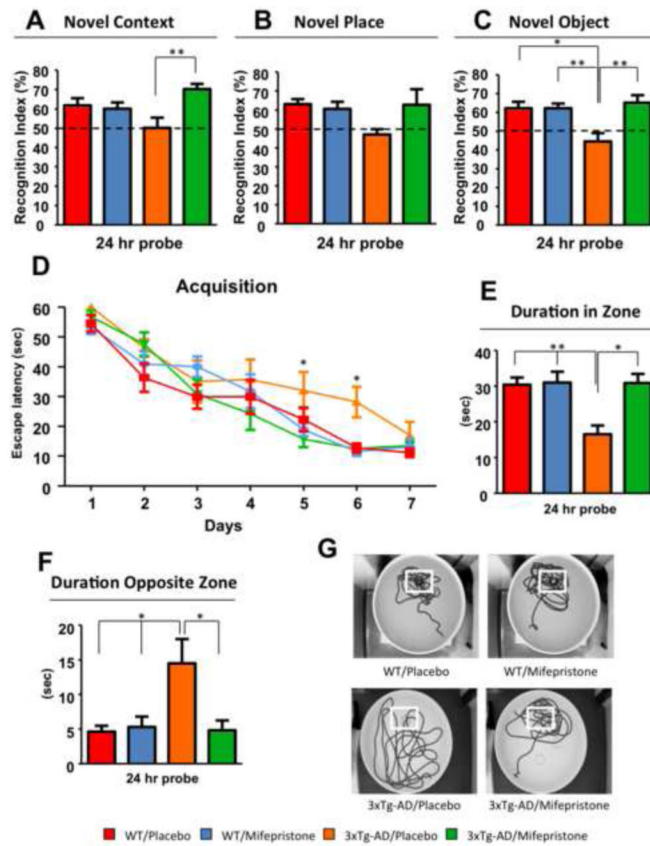 A Novel Context
Recognition Index (%)
80
70
60
50
40
30
20
10
0
**
24 hr probe
B Novel Place
Recognition Index (%)
80
70
60
50
40
30
20
10
0
24 hr probe
C Novel Object
Recognition Index (%)
80
70
60
50
40
30
20
10
0
*
** **
24 hr probe
D
Acquisition
Escape latency (sec)
60
50
40
30
20
10
0
* *
1 2 3 4 5 6 7
Days
E
Duration in Zone
(sec)
40
30
20
10
0
** *
24 hr probe
F
Duration Opposite Zone
(sec)
20
15
10
5
0
* *
24 hr probe
G
WT/Placebo WT/Mifepristone
3xTg-AD/Placebo 3xTg-AD/Mifepristone
WT/Placebo WT/Mifepristone 3xTg-AD/Placebo 3xTg-AD/Mifepristone